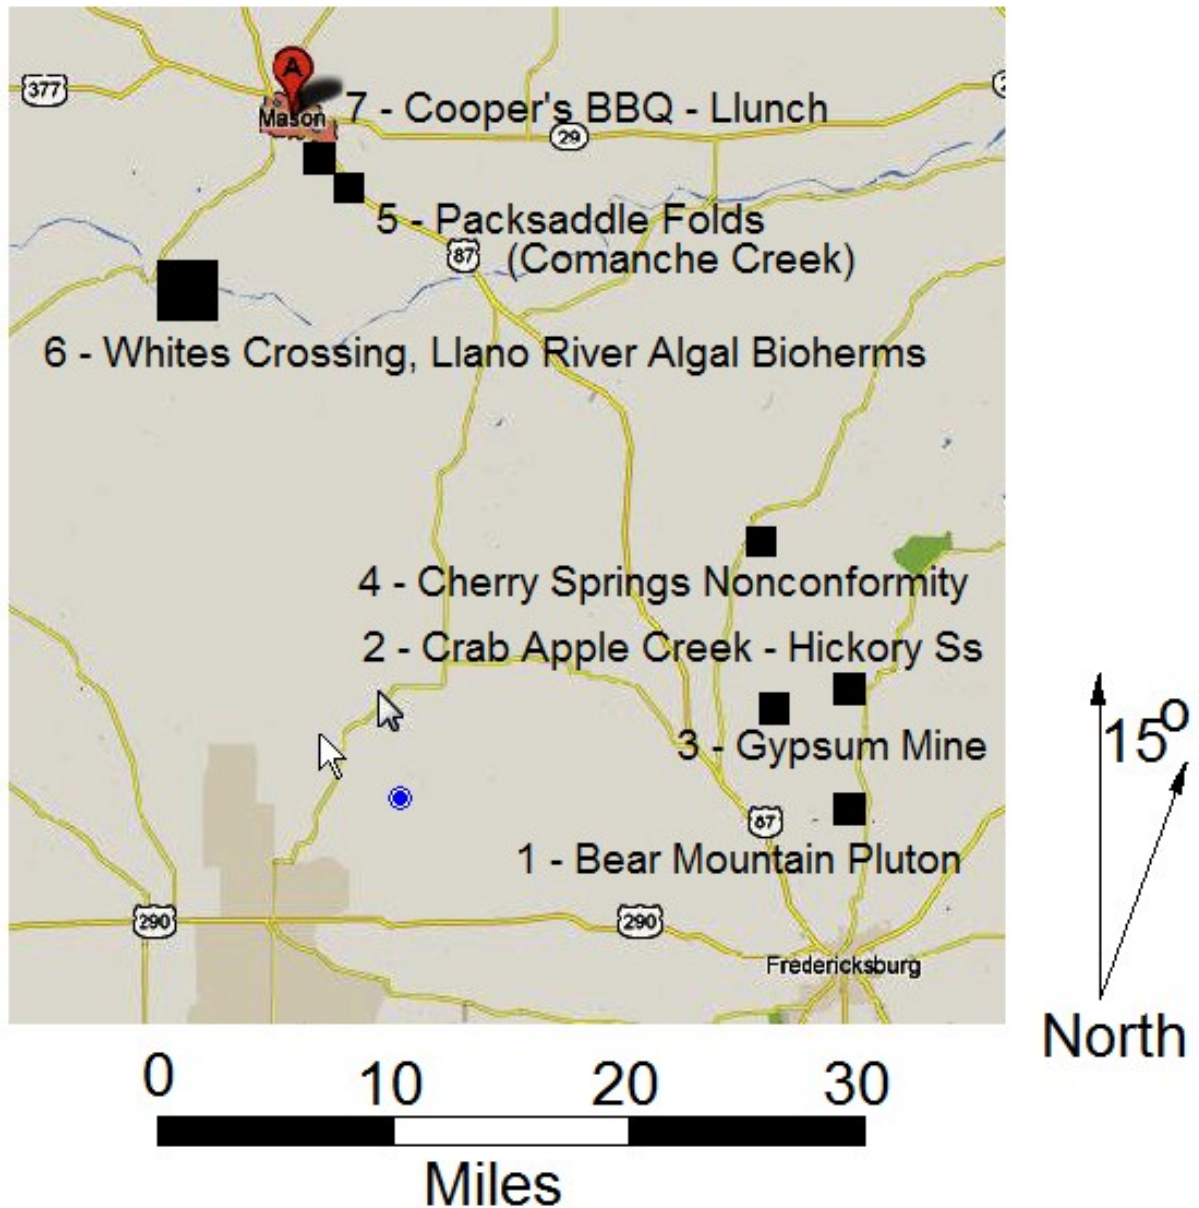 377
A
Mason
7 - Cooper's BBQ - Llunch
29
5 - Packsaddle Folds
87
(Comanche Creek)
6 - Whites Crossing, Llano River Algal Bioherms
4 - Cherry Springs Nonconformity
2 - Crab Apple Creek - Hickory Ss
15o
3 - Gypsum Mine
87
1 - Bear Mountain Pluton
290
290
Fredericksburg
North
0 10 20 30
Miles